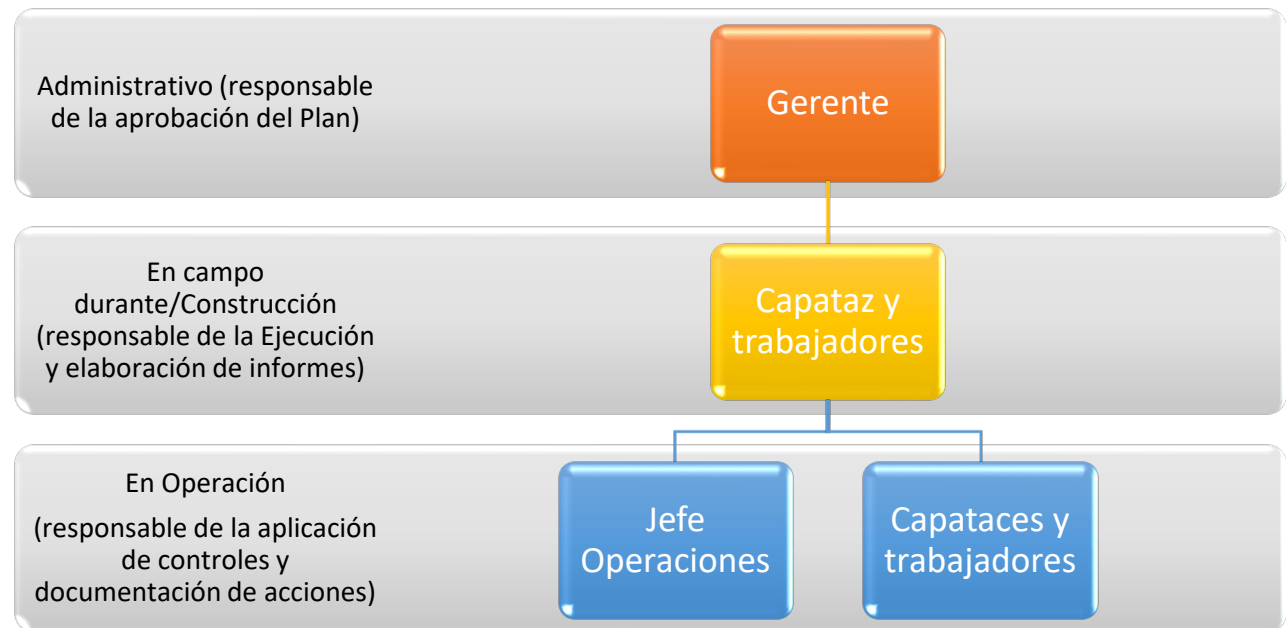 Administrativo (responsable
de la aprobación del Plan)
Gerente
En campo
durante/Construcción
(responsable de la Ejecución
y elaboración de informes)
Capataz y
trabajadores
En Operación
(responsable de la aplicación
de controles y
documentación de acciones)
Jefe
Operaciones
Capataces y
trabajadores